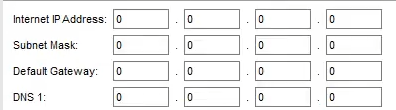 Internet IP Address: 0 . 0 . 0 . 0
Subnet Mask: 0 . 0 . 0 . 0
Default Gateway: 0 . 0 . 0 . 0
DNS 1: 0 . 0 . 0 . 0